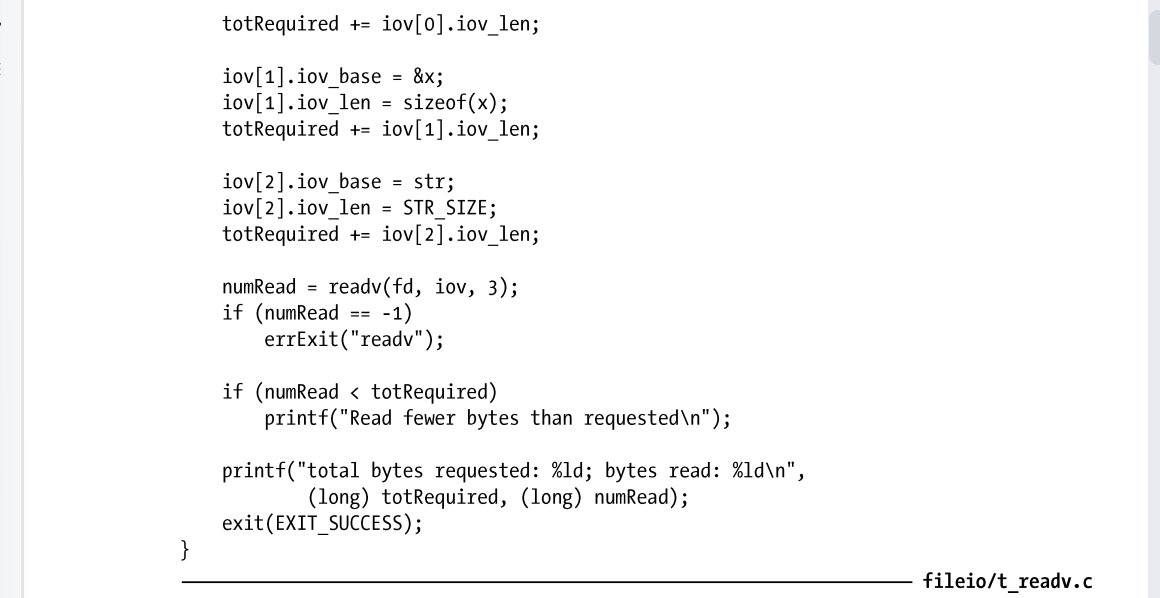 totRequired += iov[0].iov_len;
iov[1].iov_base = &x;
iov[1].iov_len = sizeof(x);
totRequired += iov[1].iov_len;
iov[2].iov_base = str;
iov[2].iov_len = STR_SIZE;
totRequired += iov[2].iov_len;
numRead = readv(fd, iov, 3);
if (numRead == -1)
    errExit("readv");
if (numRead < totRequired)
    printf("Read fewer bytes than requested\n");
printf("total bytes requested: %ld; bytes read: %ld\n",
        (long) totRequired, (long) numRead);
exit(EXIT_SUCCESS);
}
fileio/t_readv.c